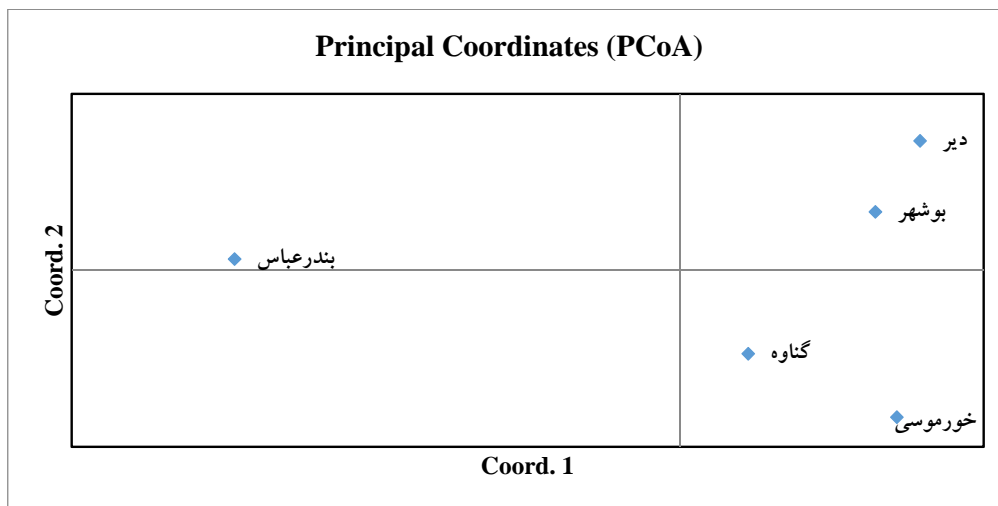 Principal Coordinates (PCoA)
دیر
بوشهر
بندرعباس
گناوه
خورموسی
Coord. 2
Coord. 1